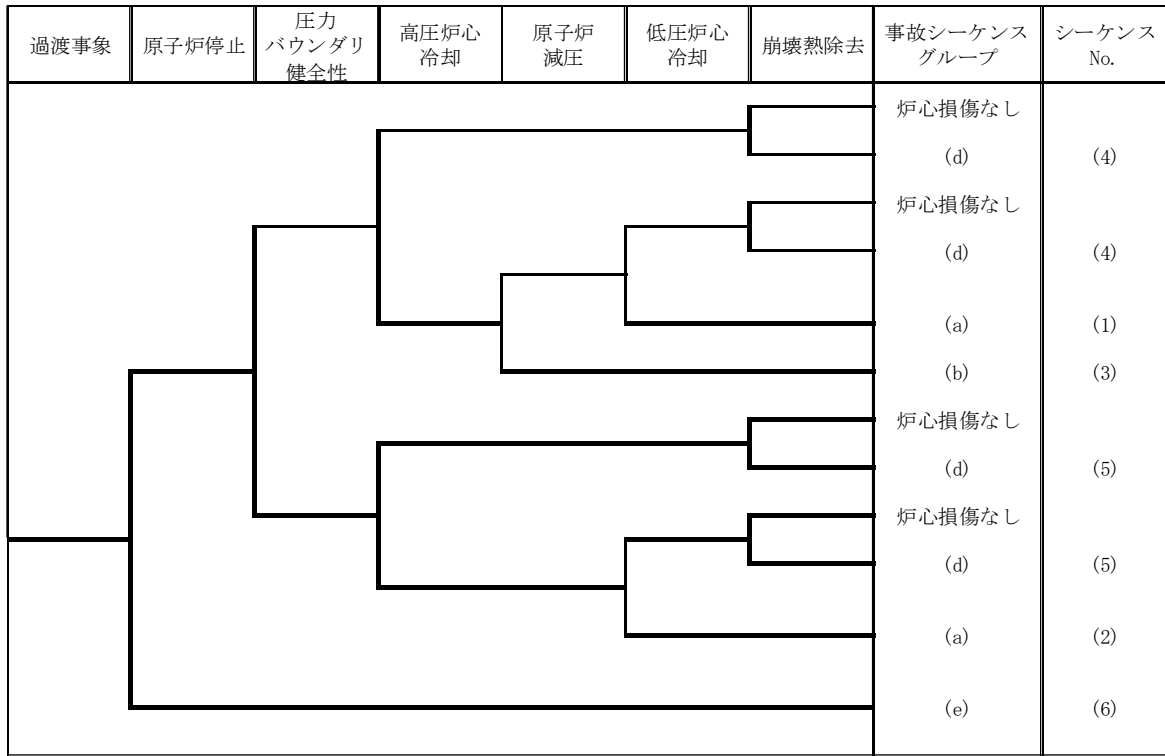 過渡事象
原子炉停止
圧力
バウンダリ
健全性
高圧炉心
冷却
原子炉
減圧
低圧炉心
冷却
崩壊熱除去
事故シーケンス
グループ
シーケンス
No.
炉心損傷なし
(d) (4)
炉心損傷なし
(d) (4)
(a) (1)
(b) (3)
炉心損傷なし
(d) (5)
炉心損傷なし
(d) (5)
(a) (2)
(e) (6)